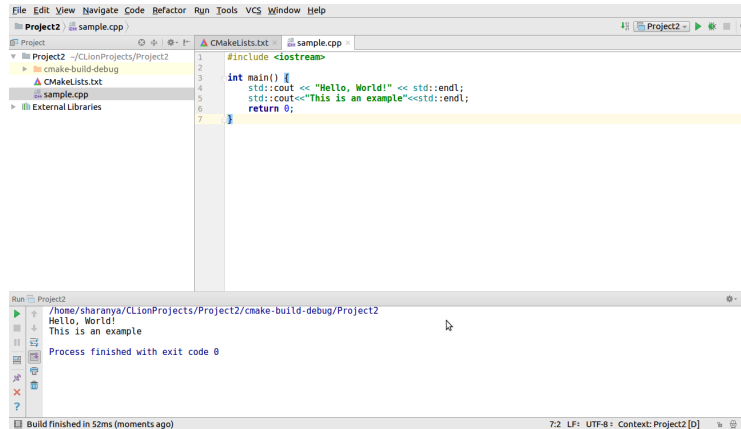 File Edit View Navigate Code Refactor Run Tools VCS Window Help
Project2 sample.cpp Project2
Project CMakeLists.txt sample.cpp
Project2 ~/CLionProjects/Project2
cmake-build-debug
CMakeLists.txt
sample.cpp
External Libraries
1 #include <iostream>
2
3 int main() {
4 std::cout << "Hello, World!" << std::endl;
5 std::cout<<"This is an example"<<std::endl;
6 return 0;
7 }
Run Project2
/home/sharanya/CLionProjects/Project2/cmake-build-debug/Project2
Hello, World!
This is an example
Process finished with exit code 0
Build finished in 52ms (moments ago) 7:2 LF÷ UTF-8÷ Context: Project2 [D]